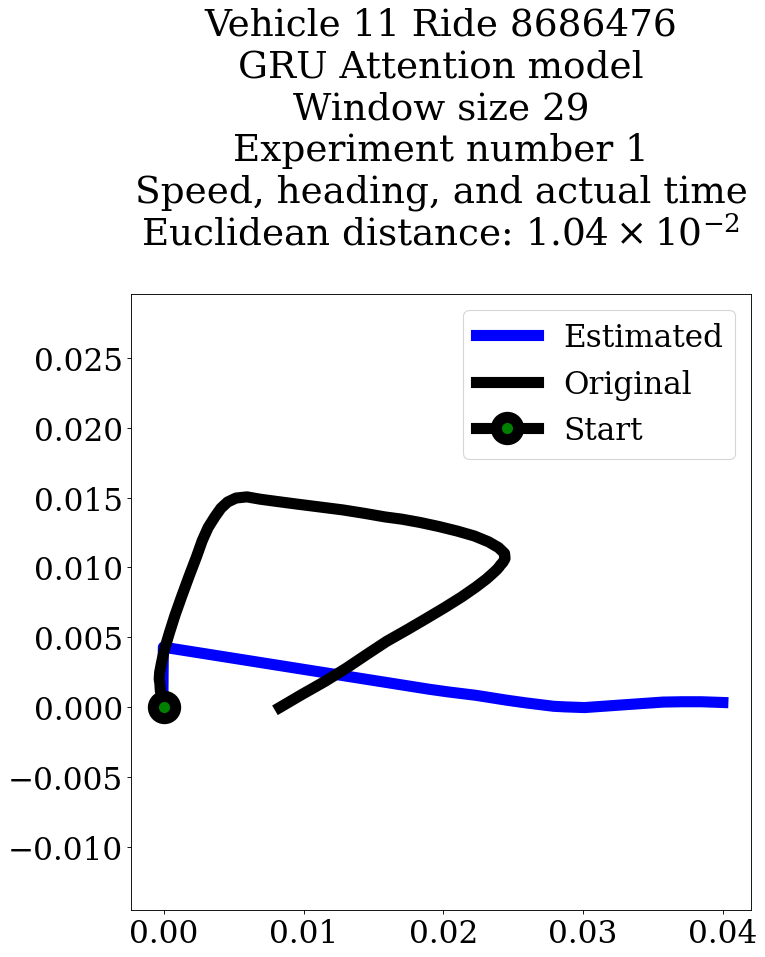 Vehicle 11 Ride 8686476
GRU Attention model
Window size 29
Experiment number 1
Speed, heading, and actual time
Euclidean distance: 1.04 × 10⁻²
Estimated
Original
Start
0.025
0.020
0.015
0.010
0.005
0.000
−0.005
−0.010
0.00 0.01 0.02 0.03 0.04